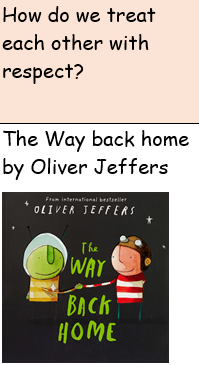 How do we treat
each other with
respect?
The Way back home
by Oliver Jeffers
From international bestseller
OLIVER JEFFERS
The
WAY
BACK
HOME